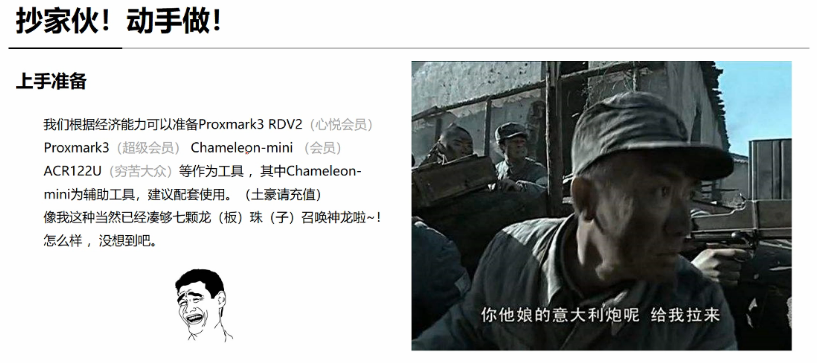 抄家伙！动手做！
上手准备
我们根据经济能力可以准备Proxmark3 RDV2（心悦会员）
Proxmark3（超级会员） Chameleon-mini （会员）
ACR122U（穷苦大众）等作为工具 ，其中Chameleon-
mini为辅助工具，建议配套使用。（土豪请充值）
像我这种当然已经凑够七颗龙（板）珠（子）召唤神龙啦~！
怎么样 ，没想到吧。
你他娘的意大利炮呢 给我拉来